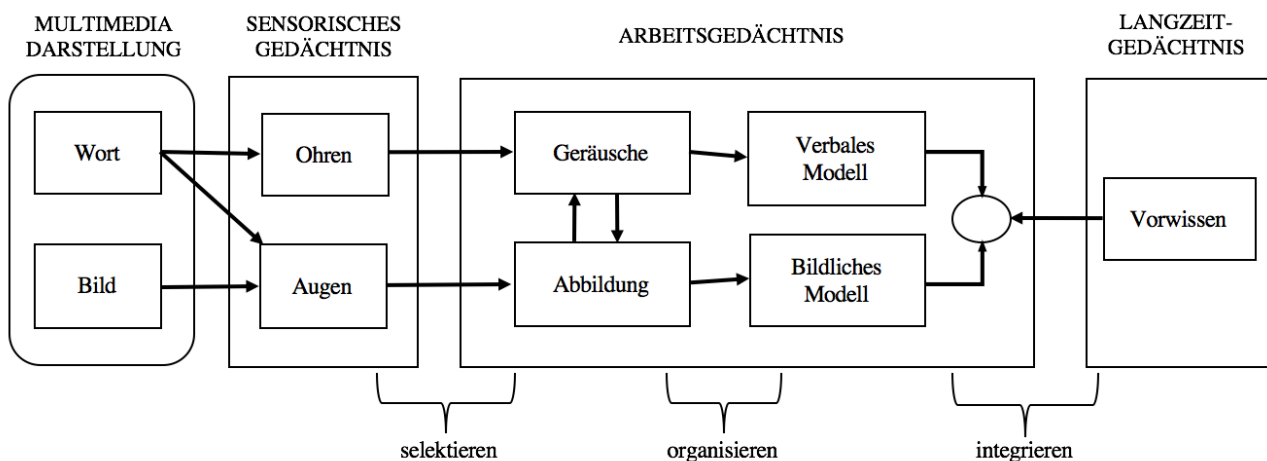 MULTIMEDIA
DARSTELLUNG
SENSORISCHES
GEDÄCHTNIS
ARBEITSGEDÄCHTNIS
LANGZEIT-
GEDÄCHTNIS
Wort
Ohren
Geräusche
Verbales
Modell
Vorwissen
Bild
Augen
Abbildung
Bildliches
Modell
selektieren
organisieren
integrieren